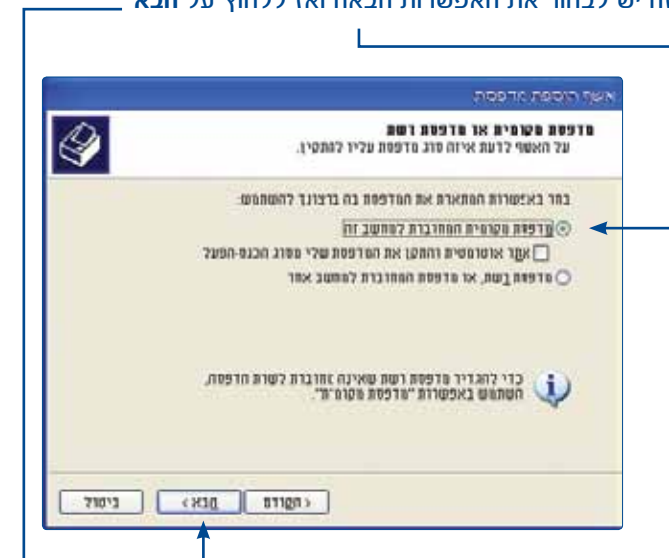 יש לבחור את האפשרות הבאה ואז ללחוץ על הבא
אשף הוספת מדפסת
מדפסת מקומית או מדפסת רשת
על האשף לדעת איזה סוג מדפסת עליו להתקין.
בחר באפשרות המתארת את המדפסת בה ברצונך להשתמש:
מדפסת מקומית המחוברת למחשב זה
אתר אוטומטית והתקן את המדפסת שלי מסוג הכנס-הפעל
מדפסת רשת, או מדפסת המחוברת למחשב אחר
כדי להגדיר מדפסת רשת שאינה מחוברת לשרת הדפסה,
השתמש באפשרות "מדפסת מקומית".
< הקודם
הבא >
ביטול